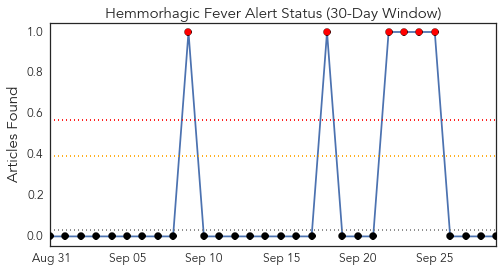 Hemmorhagic Fever Alert Status (30-Day Window)
Articles Found
1.0
0.8
0.6
0.4
0.2
0.0
Aug 31 Sep 05 Sep 10 Sep 15 Sep 20 Sep 25